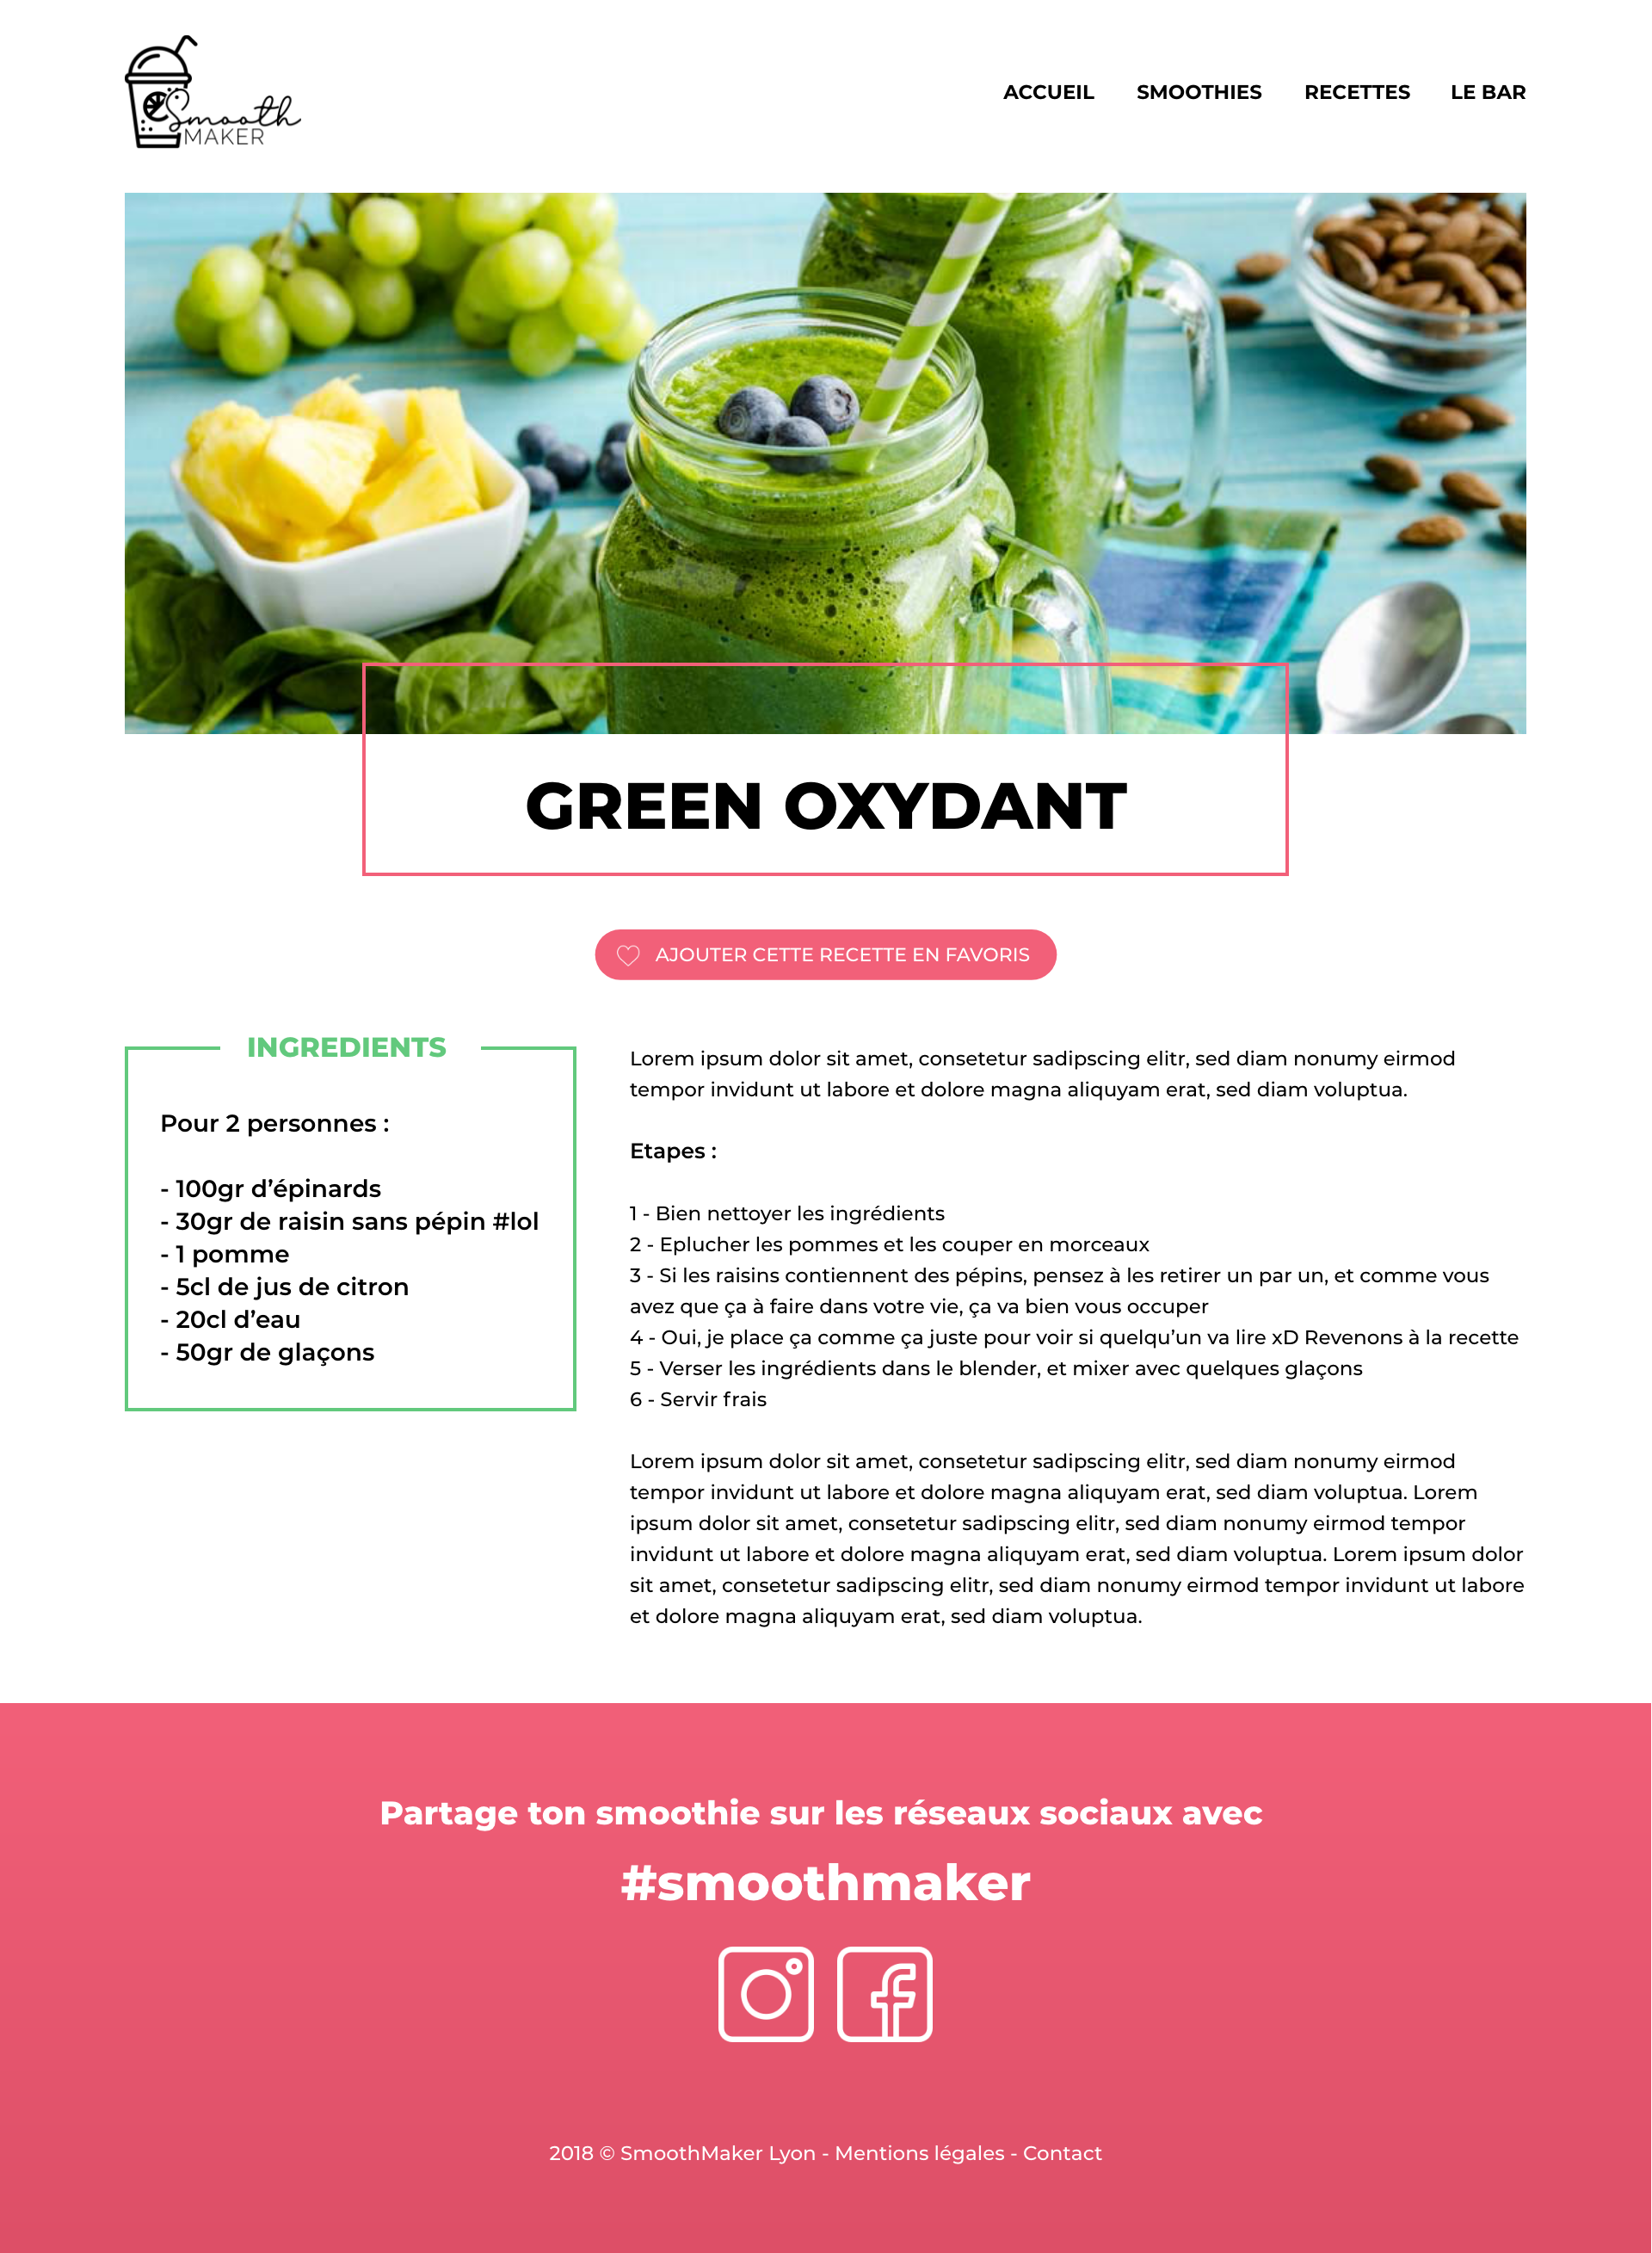 Smooth
MAKER
ACCUEIL SMOOTHIES RECETTES LE BAR
GREEN OXYDANT
AJOUTER CETTE RECETTE EN FAVORIS
INGREDIENTS
Pour 2 personnes :
- 100gr d’épinards
- 30gr de raisin sans pépin #lol
- 1 pomme
- 5cl de jus de citron
- 20cl d’eau
- 50gr de glaçons
Lorem ipsum dolor sit amet, consetetur sadipscing elitr, sed diam nonumy eirmod
tempor invidunt ut labore et dolore magna aliquyam erat, sed diam voluptua.
Etapes :
1 - Bien nettoyer les ingrédients
2 - Eplucher les pommes et les couper en morceaux
3 - Si les raisins contiennent des pépins, pensez à les retirer un par un, et comme vous
avez que ça à faire dans votre vie, ça va bien vous occuper
4 - Oui, je place ça comme ça juste pour voir si quelqu’un va lire xD Revenons à la recette
5 - Verser les ingrédients dans le blender, et mixer avec quelques glaçons
6 - Servir frais
Lorem ipsum dolor sit amet, consetetur sadipscing elitr, sed diam nonumy eirmod
tempor invidunt ut labore et dolore magna aliquyam erat, sed diam voluptua. Lorem
ipsum dolor sit amet, consetetur sadipscing elitr, sed diam nonumy eirmod tempor
invidunt ut labore et dolore magna aliquyam erat, sed diam voluptua. Lorem ipsum dolor
sit amet, consetetur sadipscing elitr, sed diam nonumy eirmod tempor invidunt ut labore
et dolore magna aliquyam erat, sed diam voluptua.
Partage ton smoothie sur les réseaux sociaux avec
#smoothmaker
2018 © SmoothMaker Lyon - Mentions légales - Contact